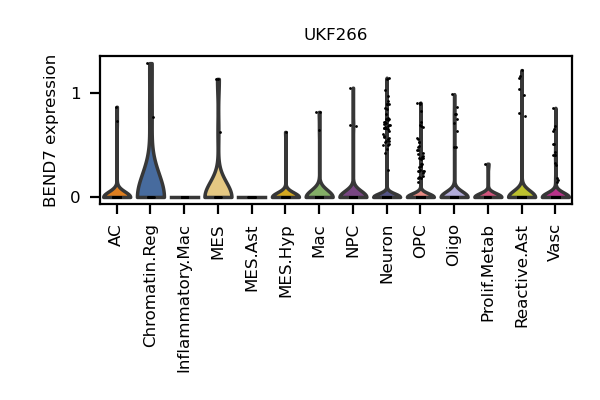 UKF266
BEND7 expression
1
0
AC
Chromatin.Reg
Inflammatory.Mac
MES
MES.Ast
MES.Hyp
Mac
NPC
Neuron
OPC
Oligo
Prolif.Metab
Reactive.Ast
Vasc